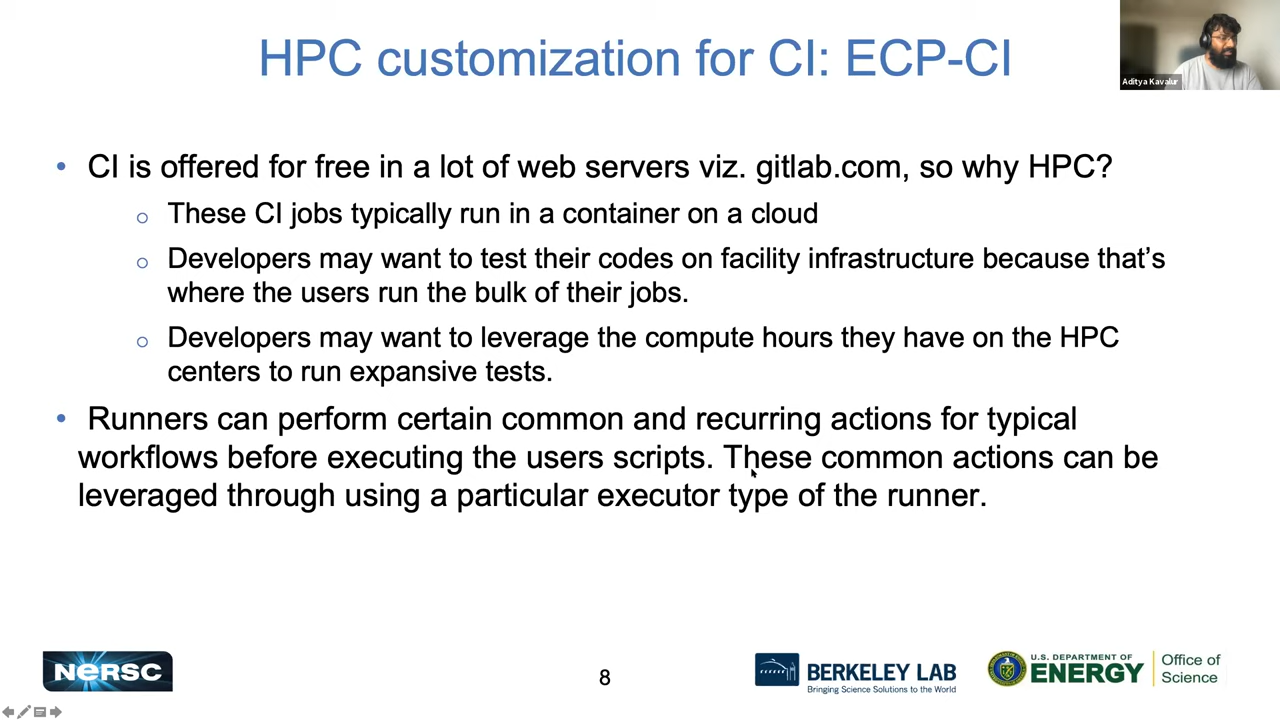 HPC customization for CI: ECP-CI
Aditya Kavalur
• CI is offered for free in a lot of web servers viz. gitlab.com, so why HPC?
o These CI jobs typically run in a container on a cloud
o Developers may want to test their codes on facility infrastructure because that's
where the users run the bulk of their jobs.
o Developers may want to leverage the compute hours they have on the HPC
centers to run expansive tests.
• Runners can perform certain common and recurring actions for typical
workflows before executing the users scripts. These common actions can be
leveraged through using a particular executor type of the runner.
NERSC
8
BERKELEY LAB
Bringing Science Solutions to the World
U.S. DEPARTMENT OF
ENERGY
Office of
Science